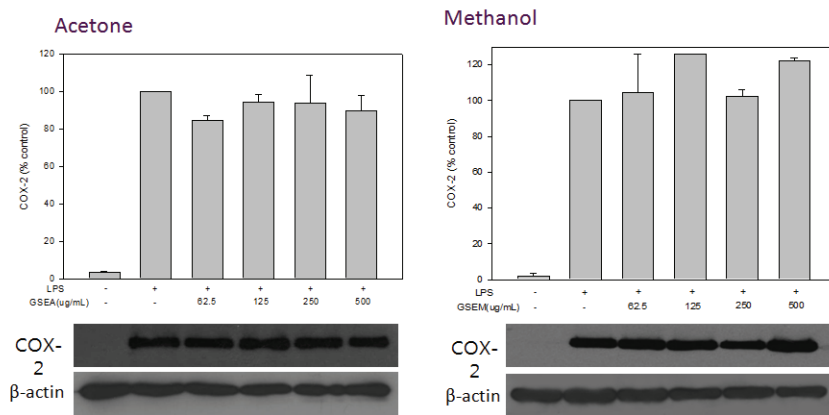 Acetone
120
100
80
60
40
20
0
COX-2 (% control)
LPS - + + + + +
GSEA(ug/mL) - - 62.5 125 250 500
COX-
2
β-actin
Methanol
120
100
80
60
40
20
0
COX-2 (% control)
LPS - + + + + +
GSEM(ug/mL) - - 62.5 125 250 500
COX-
2
β-actin